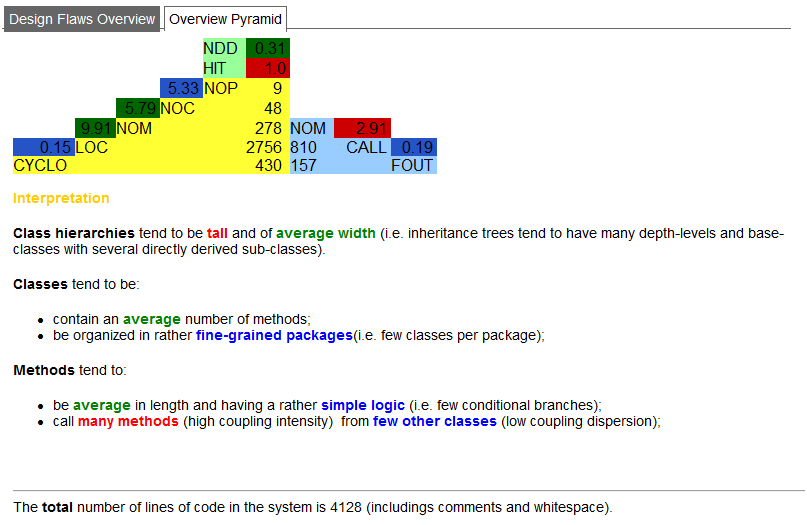 Design Flaws Overview Overview Pyramid
NDD 0.31
HIT 1.0
5.33 NOP 9
5.79 NOC 48
9.91 NOM 278 NOM 2.91
0.15 LOC 2756 810 CALL 0.19
CYCLO 430 157 FOUT
Interpretation
Class hierarchies tend to be tall and of average width (i.e. inheritance trees tend to have many depth-levels and base-
classes with several directly derived sub-classes).
Classes tend to be:
• contain an average number of methods;
• be organized in rather fine-grained packages(i.e. few classes per package);
Methods tend to:
• be average in length and having a rather simple logic (i.e. few conditional branches);
• call many methods (high coupling intensity) from few other classes (low coupling dispersion);
The total number of lines of code in the system is 4128 (includings comments and whitespace).